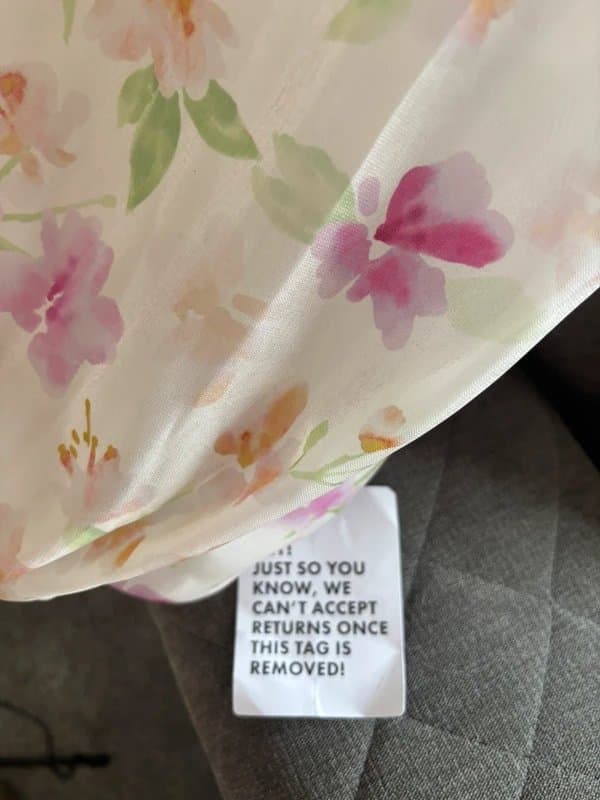 JUST SO YOU
KNOW, WE
CAN'T ACCEPT
RETURNS ONCE
THIS TAG IS
REMOVED!